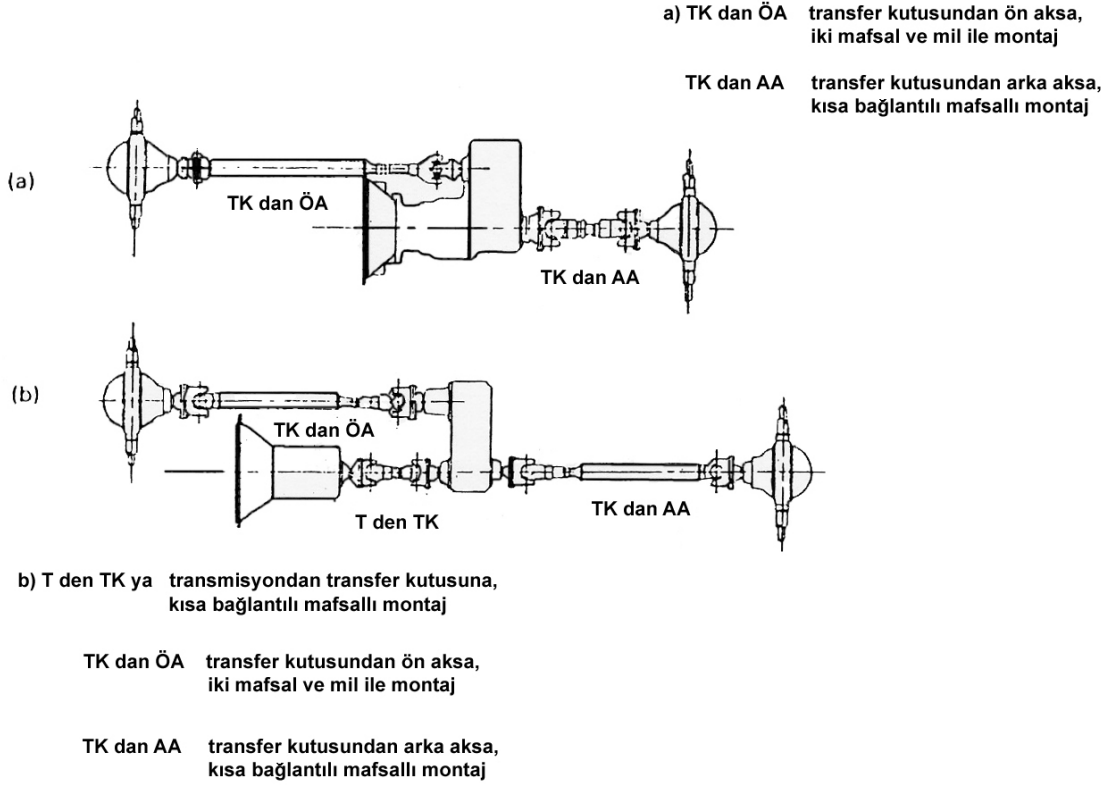 a) TK dan ÖA transfer kutusundan ön aksa,
iki mafsal ve mil ile montaj
TK dan AA transfer kutusundan arka aksa,
kısa bağlantılı mafsallı montaj
(a)
TK dan ÖA
TK dan AA
(b)
TK dan ÖA
T den TK
TK dan AA
b) T den TK ya transmisyondan transfer kutusuna,
kısa bağlantılı mafsallı montaj
TK dan ÖA transfer kutusundan ön aksa,
iki mafsal ve mil ile montaj
TK dan AA transfer kutusundan arka aksa,
kısa bağlantılı mafsallı montaj